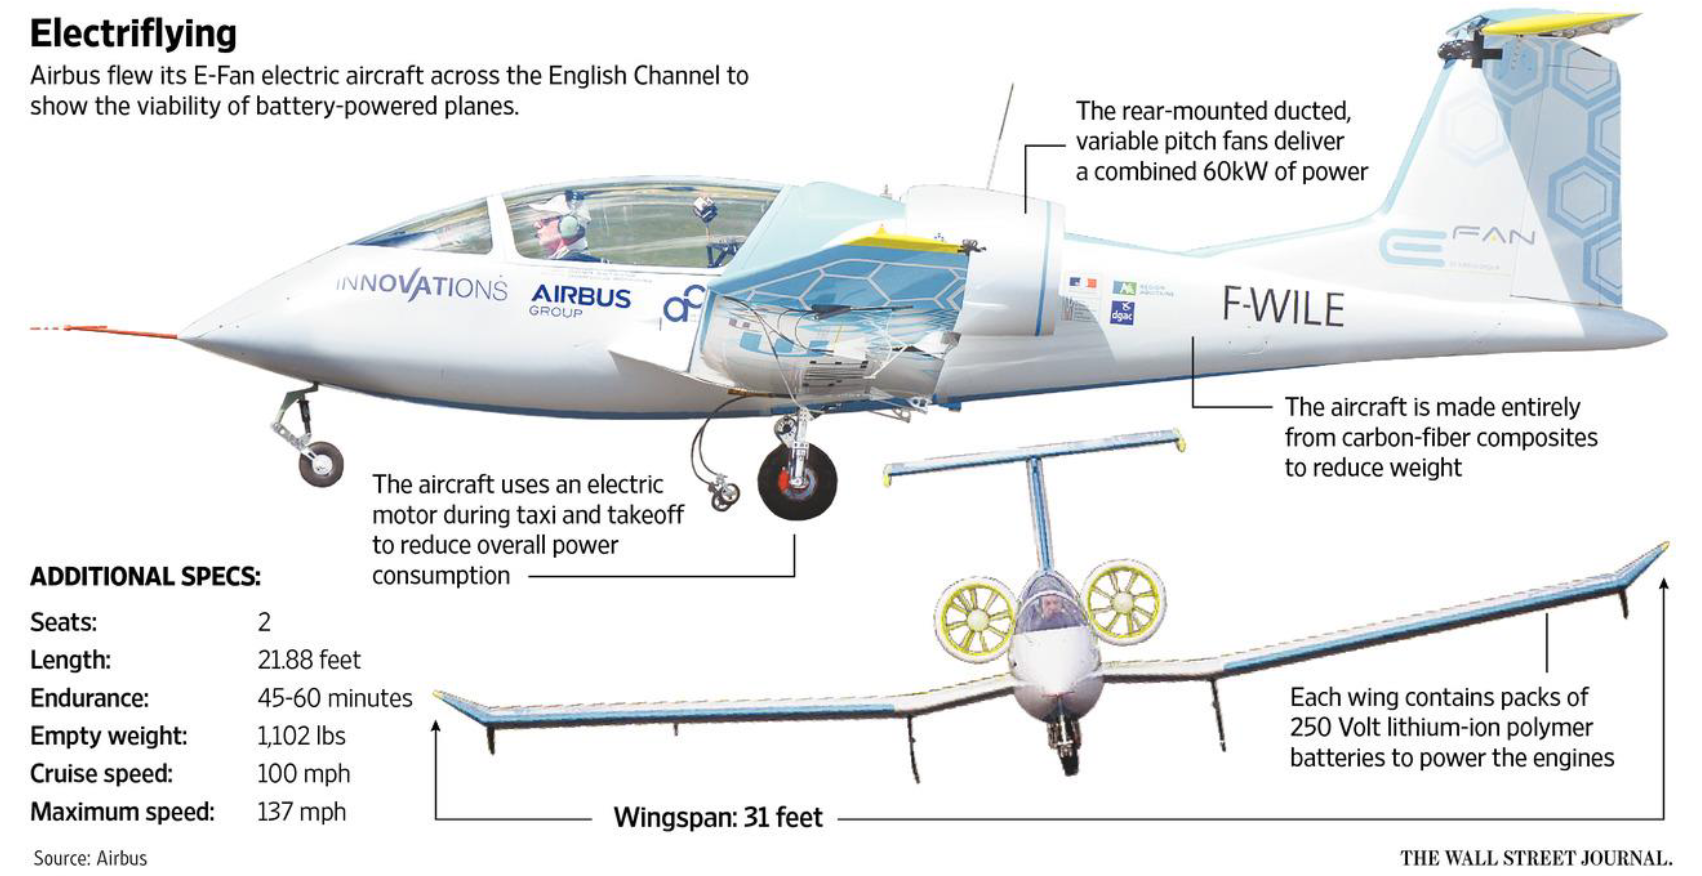 Electriflying
Airbus flew its E-Fan electric aircraft across the English Channel to
show the viability of battery-powered planes.
The rear-mounted ducted,
variable pitch fans deliver
a combined 60kW of power
INNOVATIONS
AIRBUS
GROUP
dgac
F-WILE
E FAN
The aircraft is made entirely
from carbon-fiber composites
to reduce weight
The aircraft uses an electric
motor during taxi and takeoff
to reduce overall power
consumption
ADDITIONAL SPECS:
Seats: 2
Length: 21.88 feet
Endurance: 45-60 minutes
Empty weight: 1,102 lbs
Cruise speed: 100 mph
Maximum speed: 137 mph
Each wing contains packs of
250 Volt lithium-ion polymer
batteries to power the engines
Wingspan: 31 feet
Source: Airbus
THE WALL STREET JOURNAL.